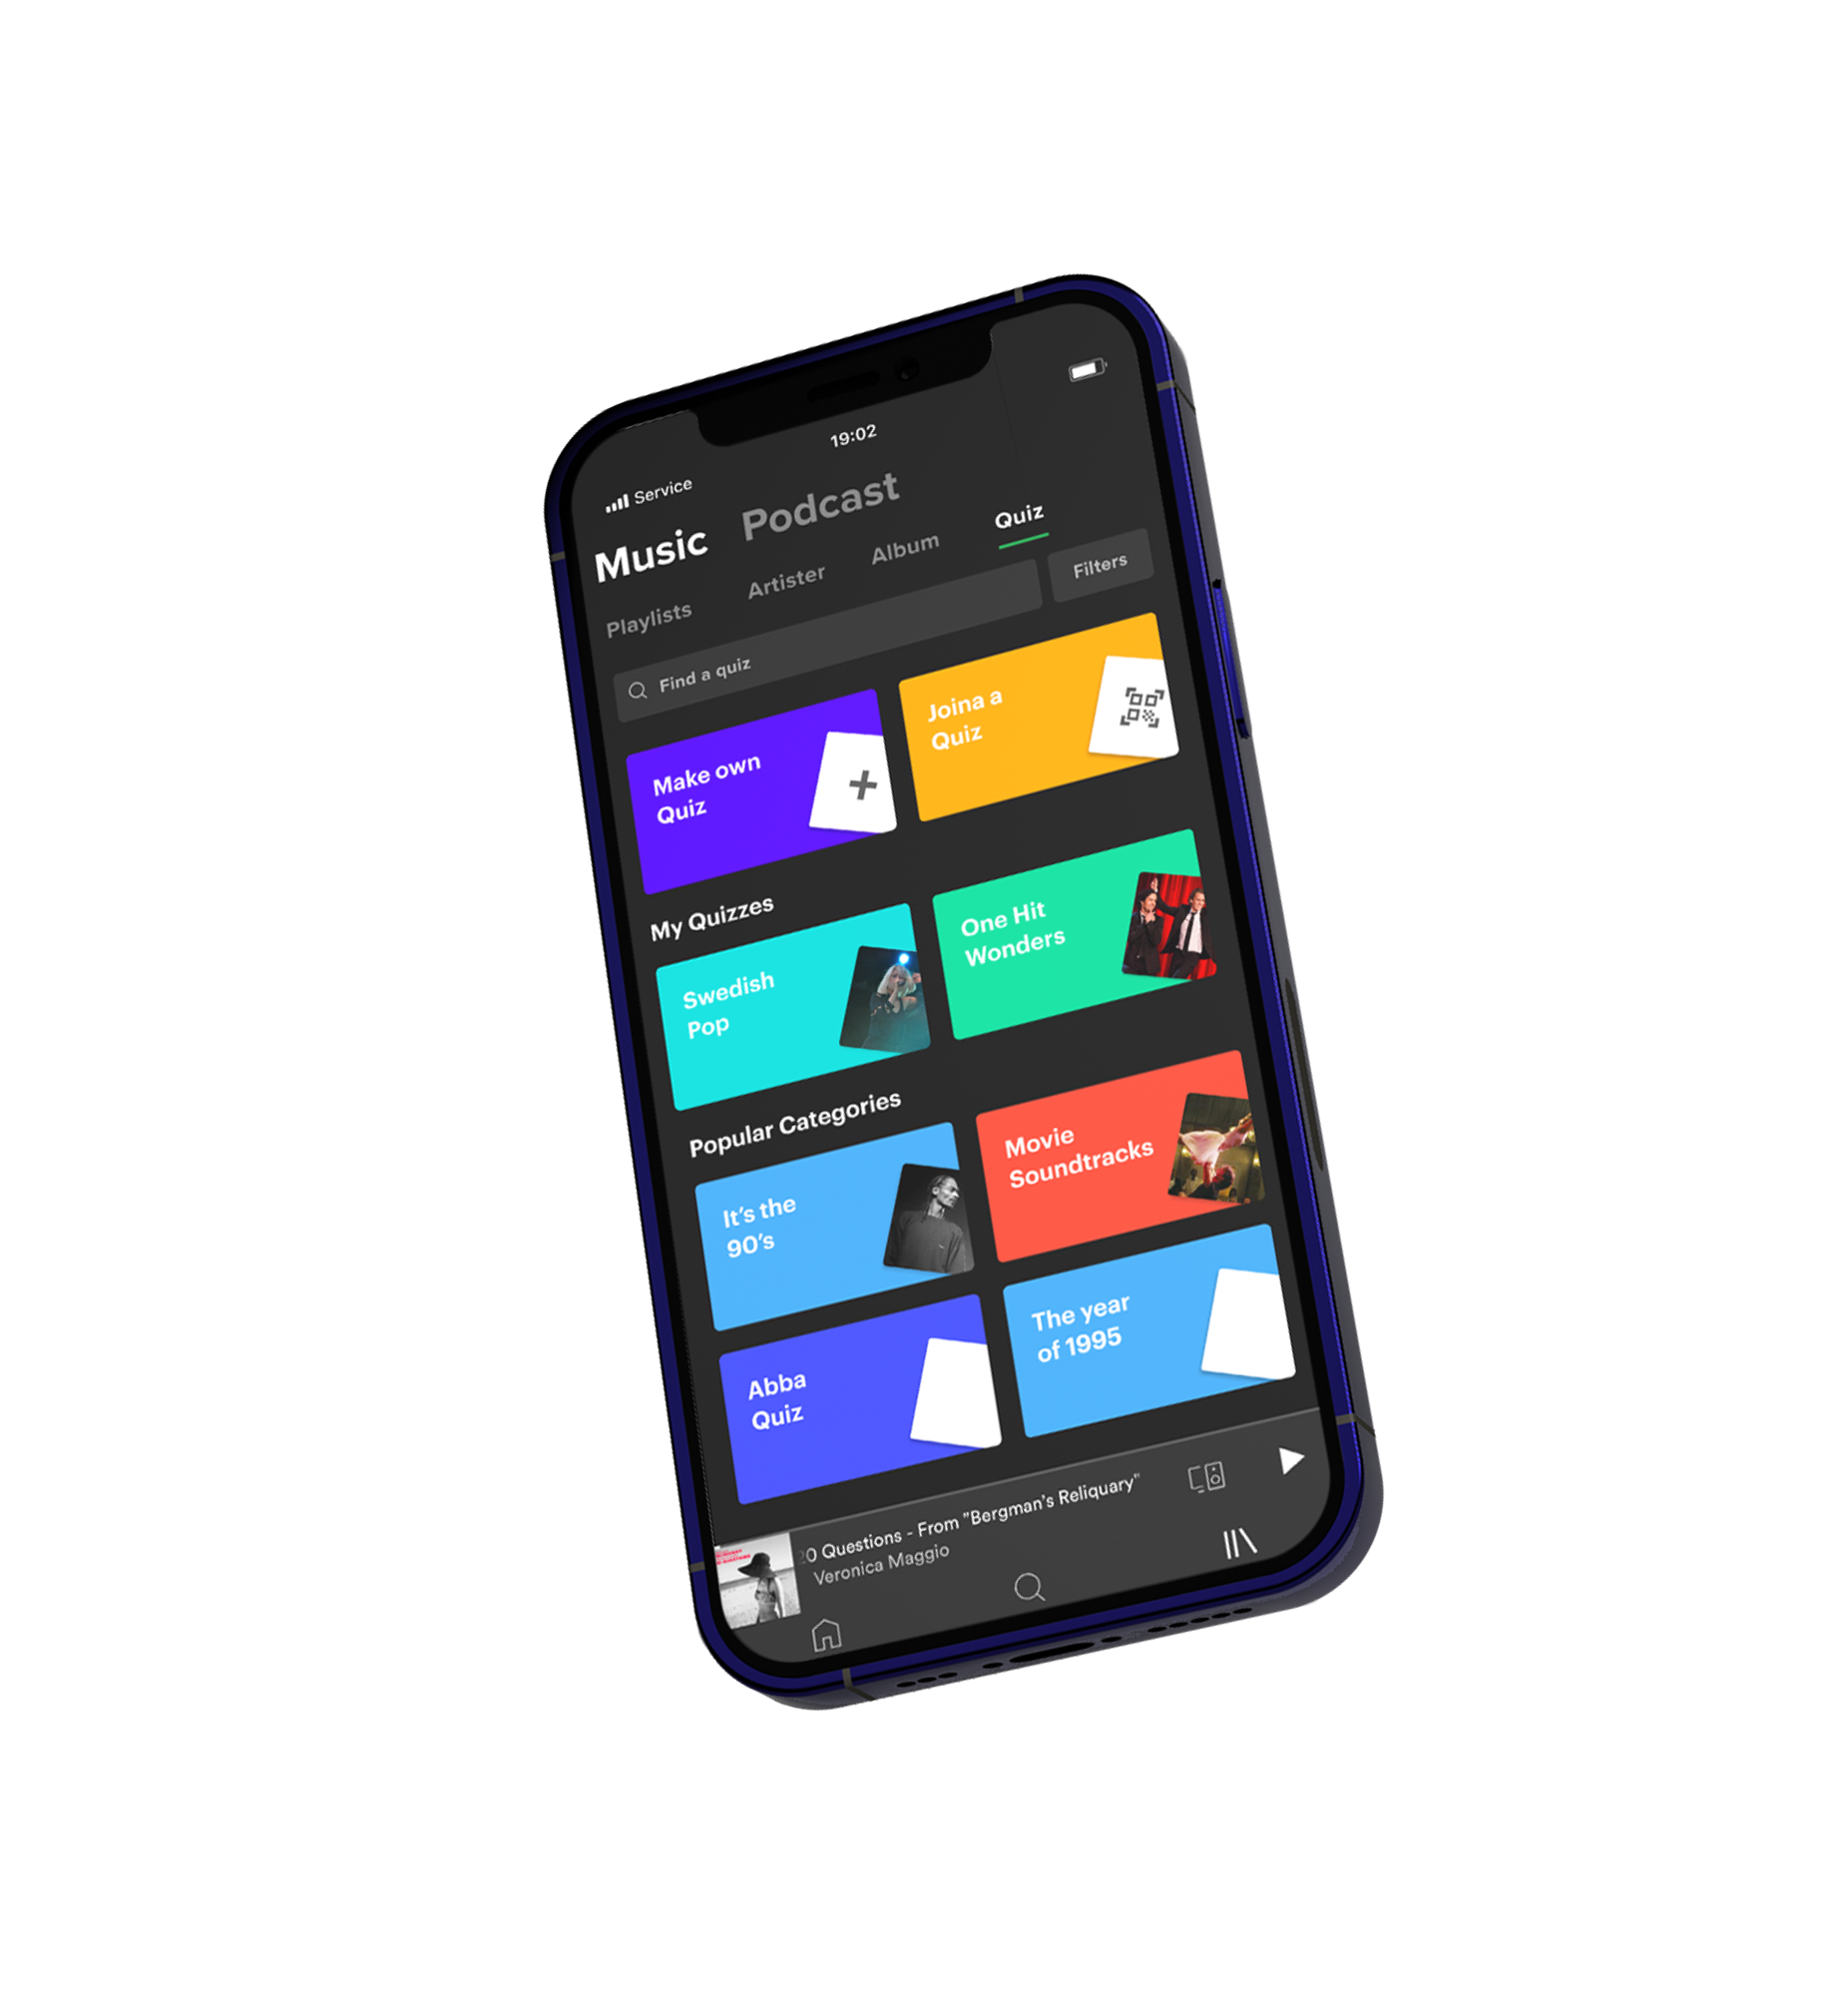 19:02
Service
Music Podcast
Playlists Artister Album Quiz
Find a quiz
Filters
Make own
Quiz
Joina a
Quiz
My Quizzes
Swedish
Pop
One Hit
Wonders
Popular Categories
It's the
90's
Movie
Soundtracks
Abba
Quiz
The year
of 1995
20 Questions - From "Bergman's Reliquary"
Veronica Maggio